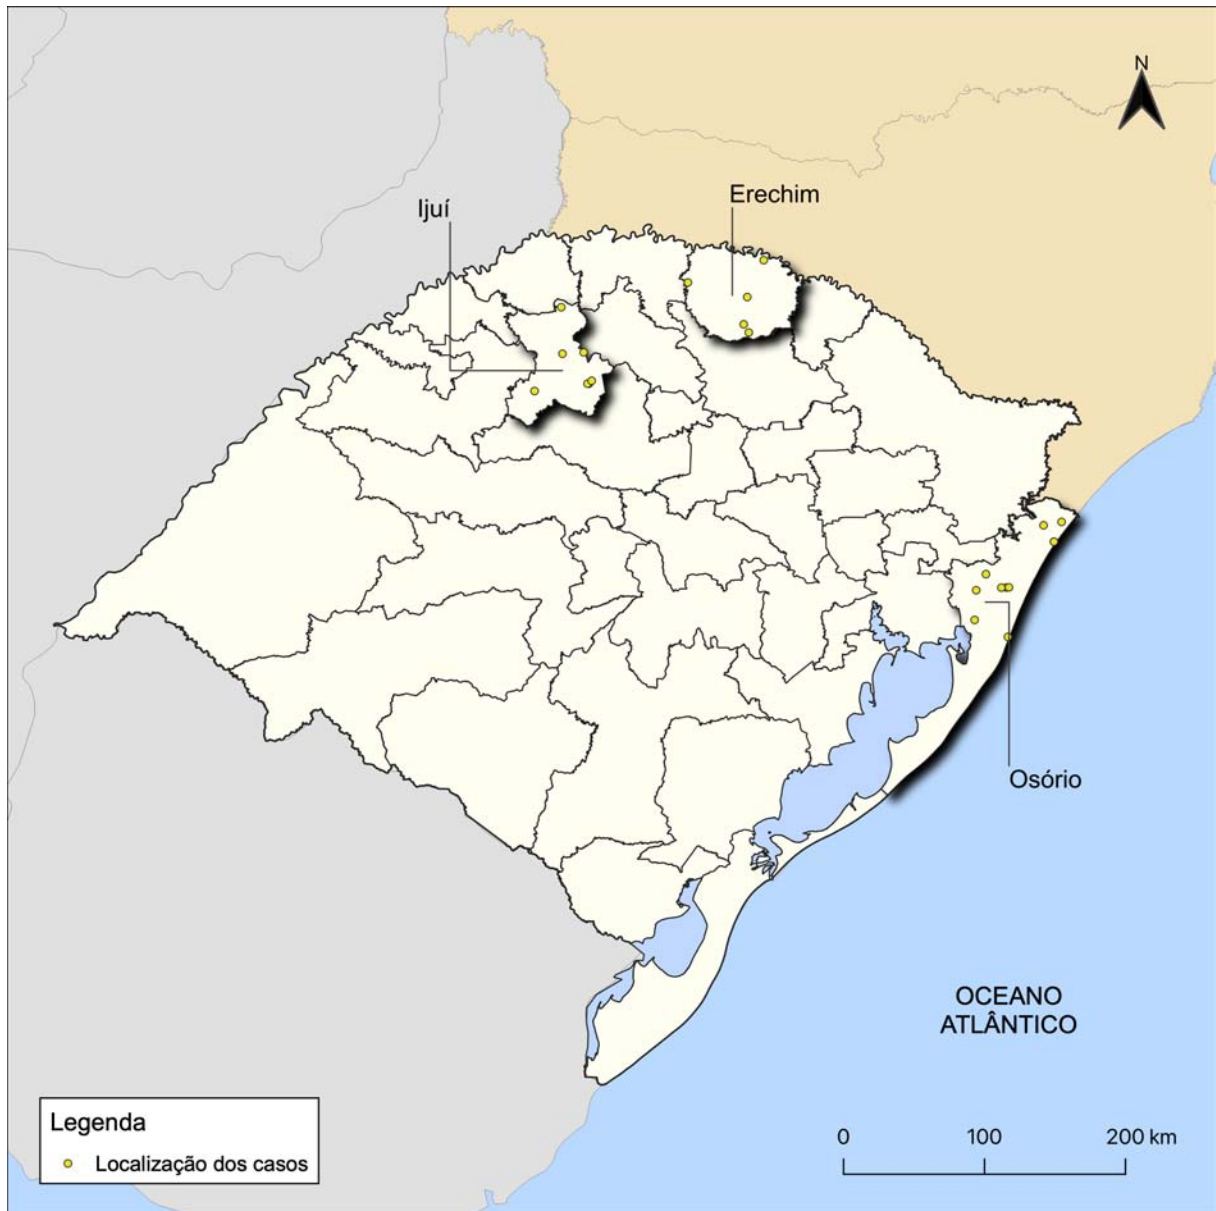 N
Erechim
Ijuí
Osório
OCEANO
ATLÂNTICO
Legenda
Localização dos casos
0 100 200 km